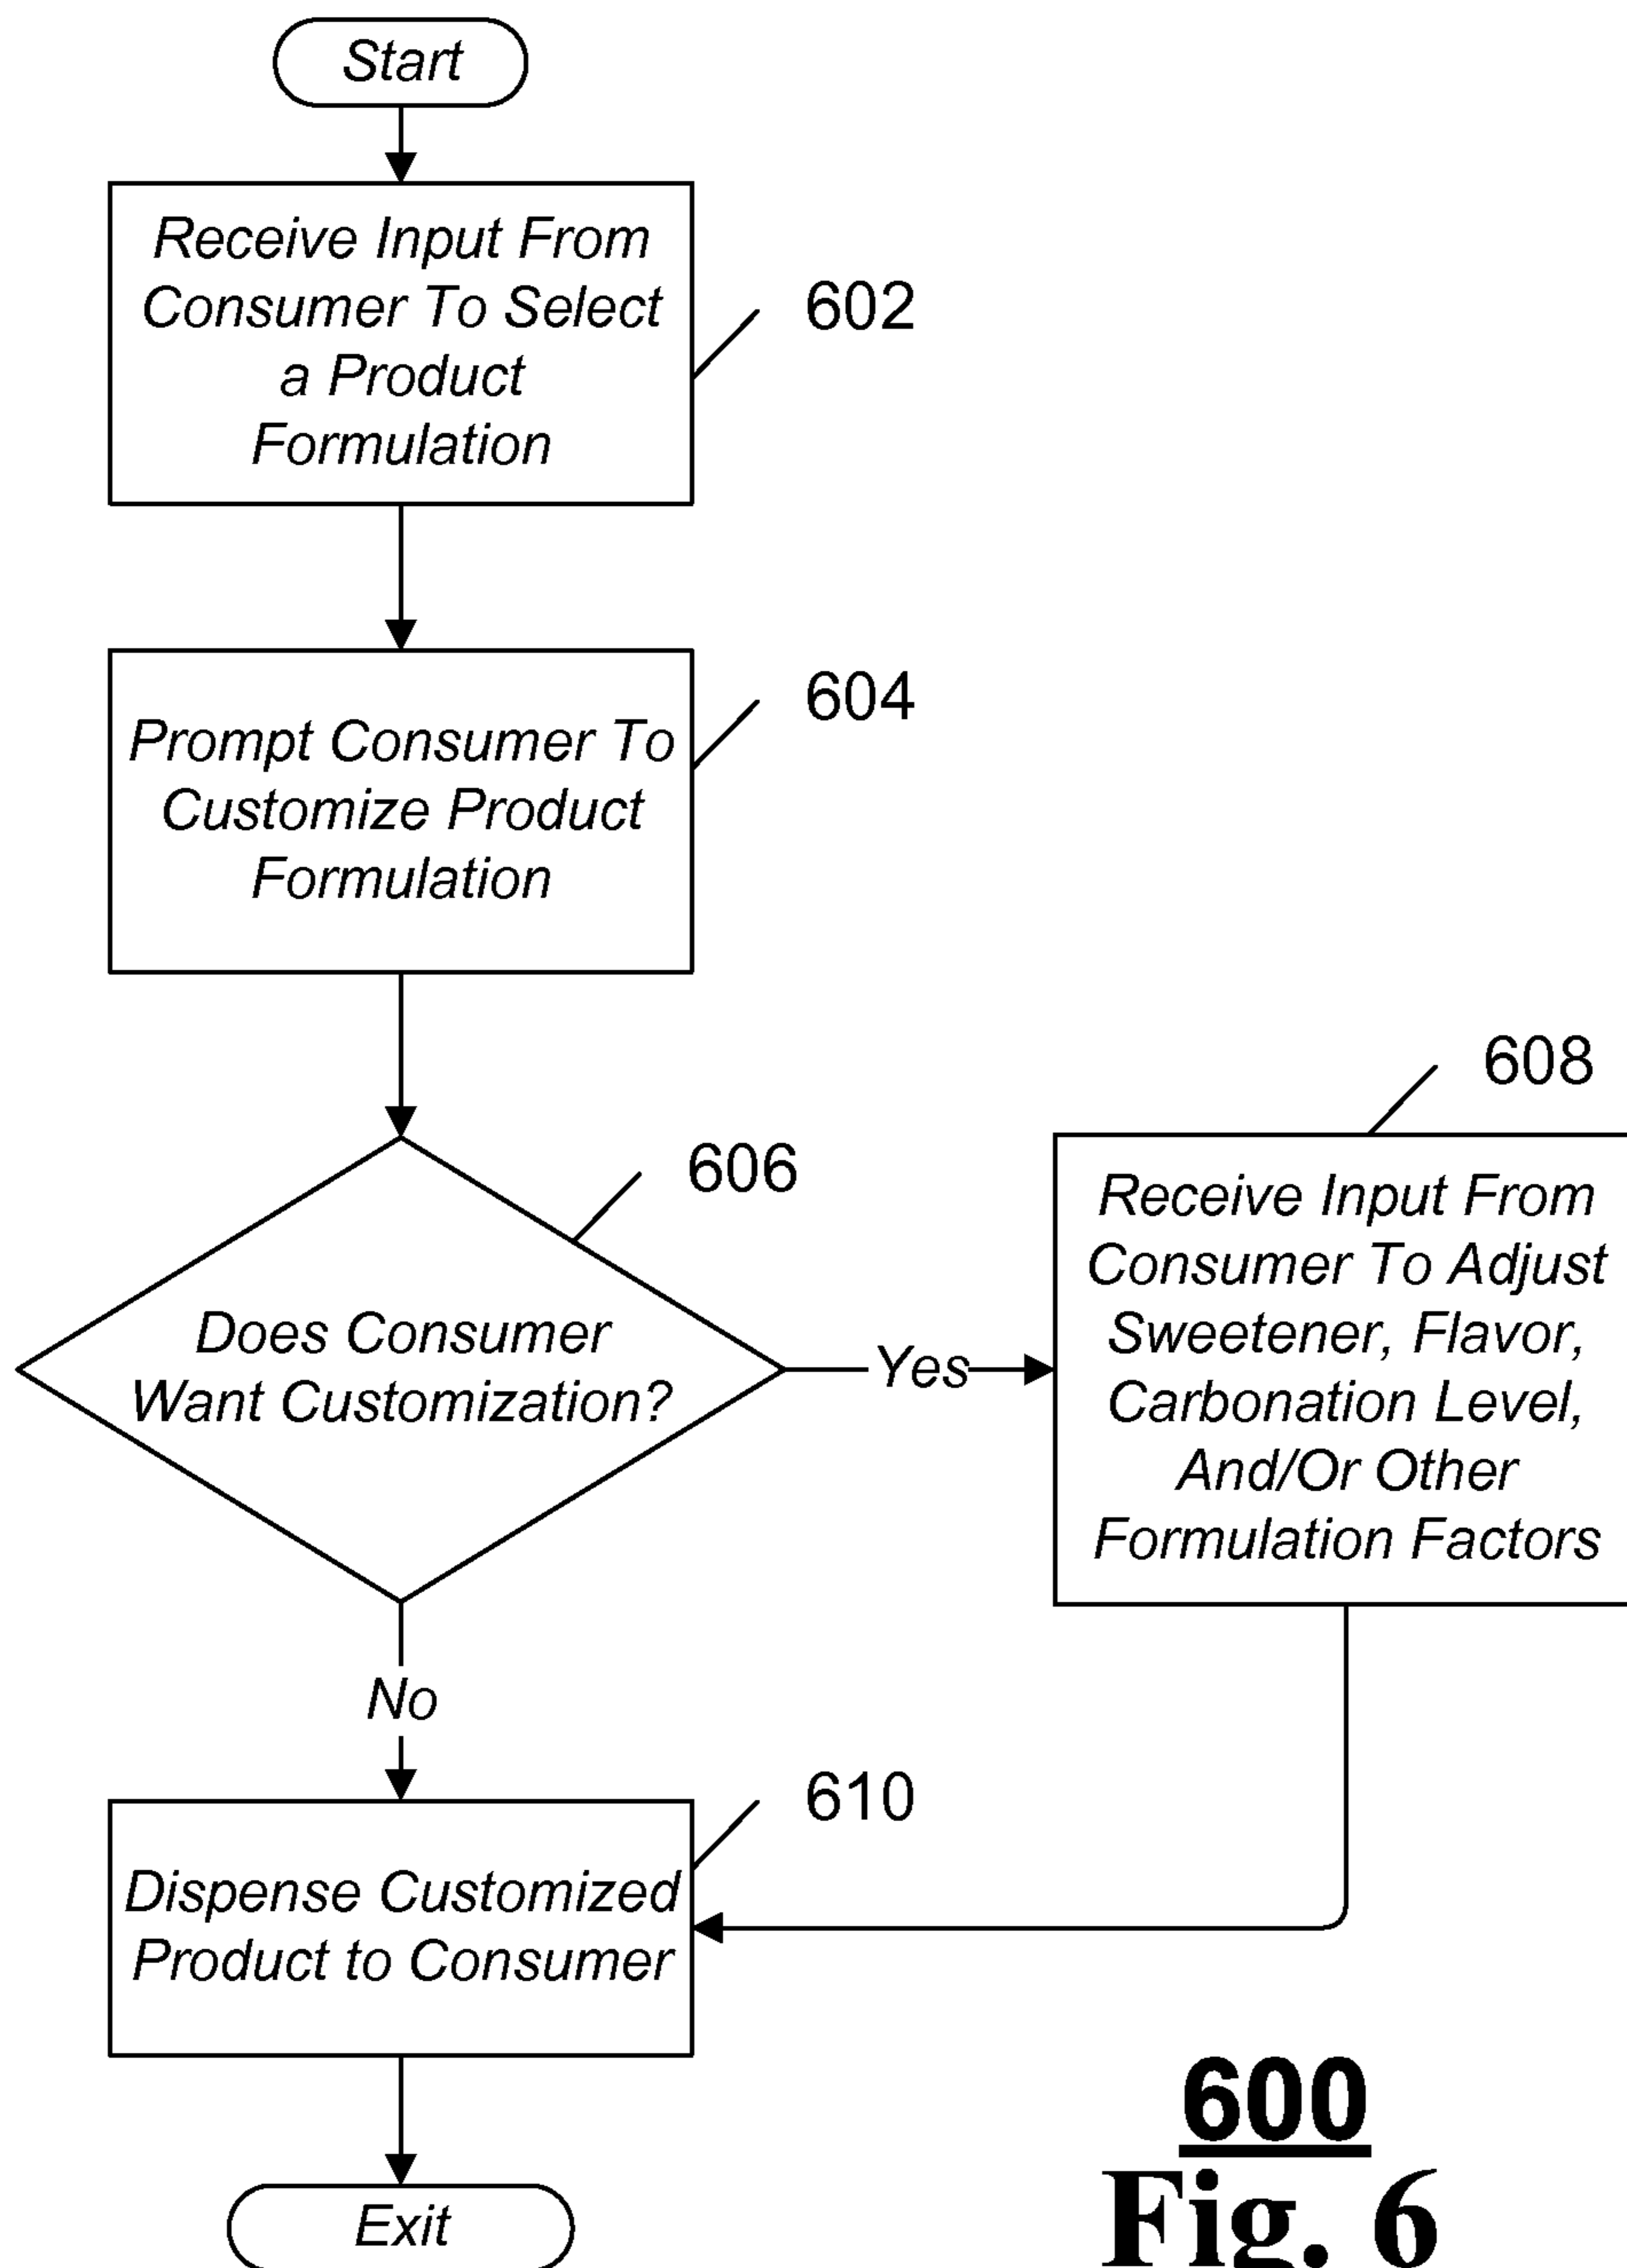 Start
Receive Input From
Consumer To Select
a Product
Formulation
602
Prompt Consumer To
Customize Product
Formulation
604
Does Consumer
Want Customization?
606
Yes
608
Receive Input From
Consumer To Adjust
Sweetener, Flavor,
Carbonation Level,
And/Or Other
Formulation Factors
No
610
Dispense Customized
Product to Consumer
Exit
600
Fig. 6